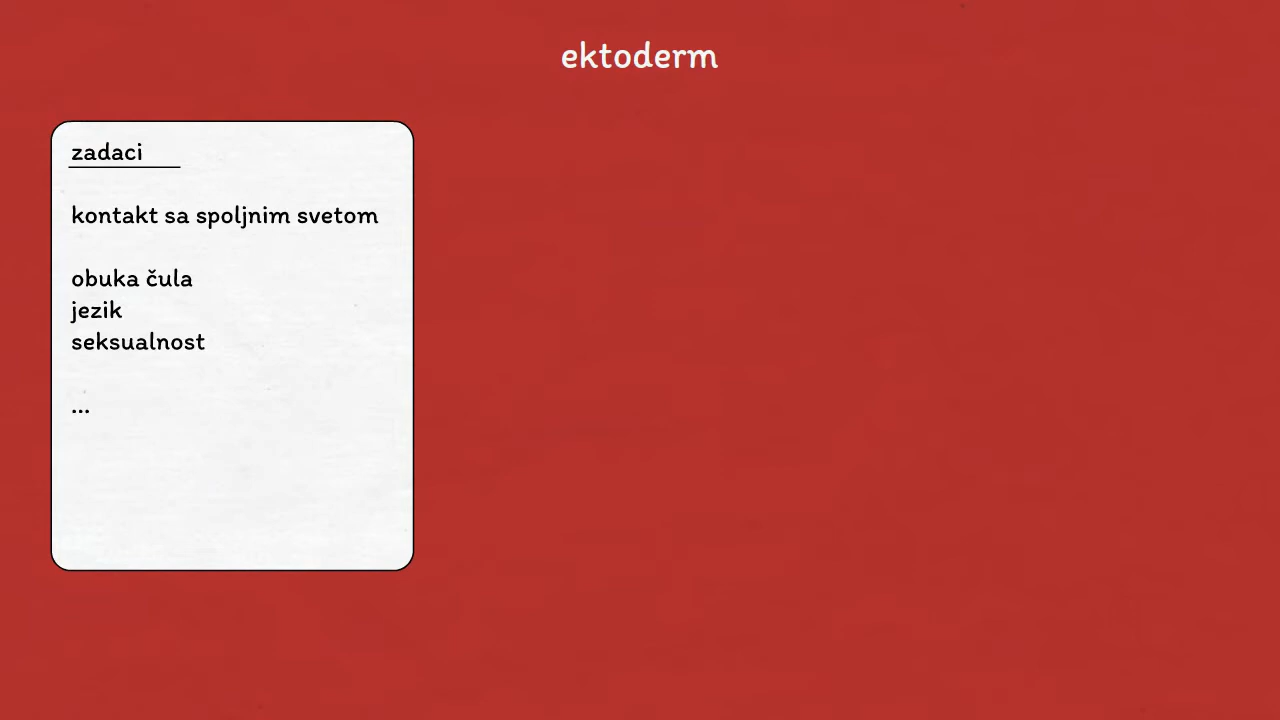 ektoderm
zadaci
kontakt sa spoljnim svetom
obuka čula
jezik
seksualnost
...